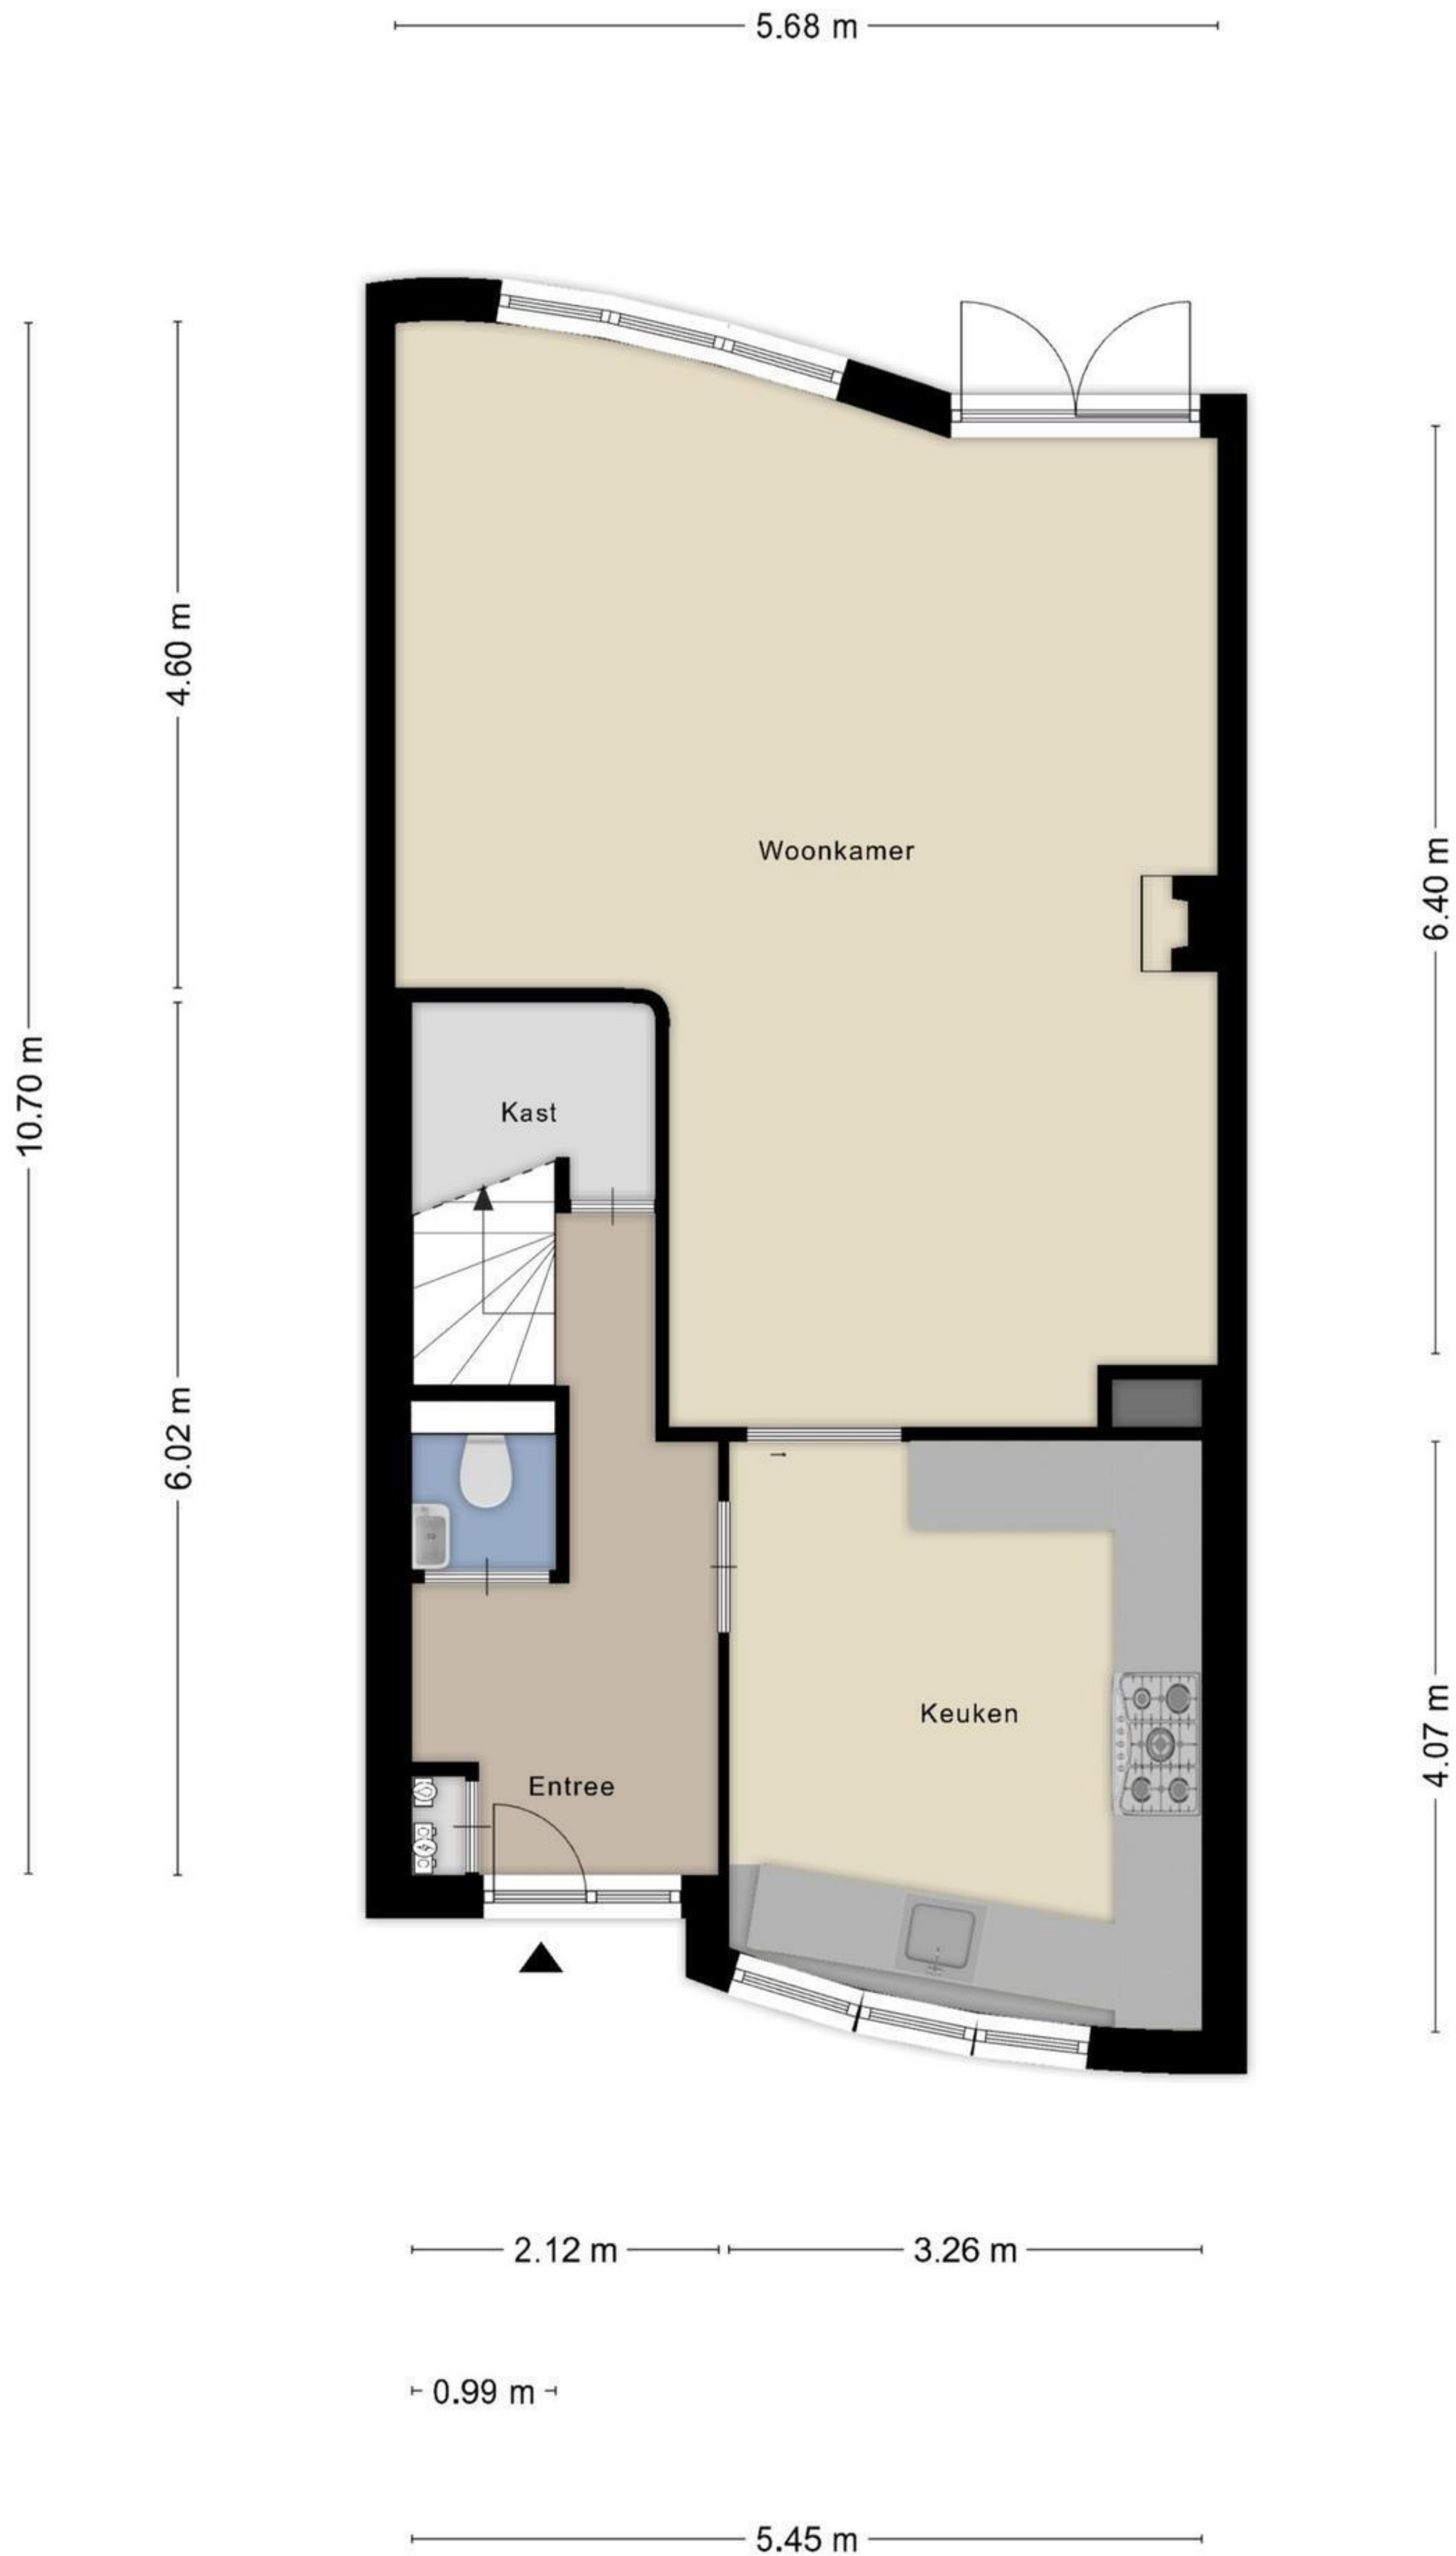 5.68 m
4.60 m
Woonkamer
6.40 m
10.70 m
Kast
6.02 m
Keuken
4.07 m
Entree
2.12 m
3.26 m
0.99 m
5.45 m